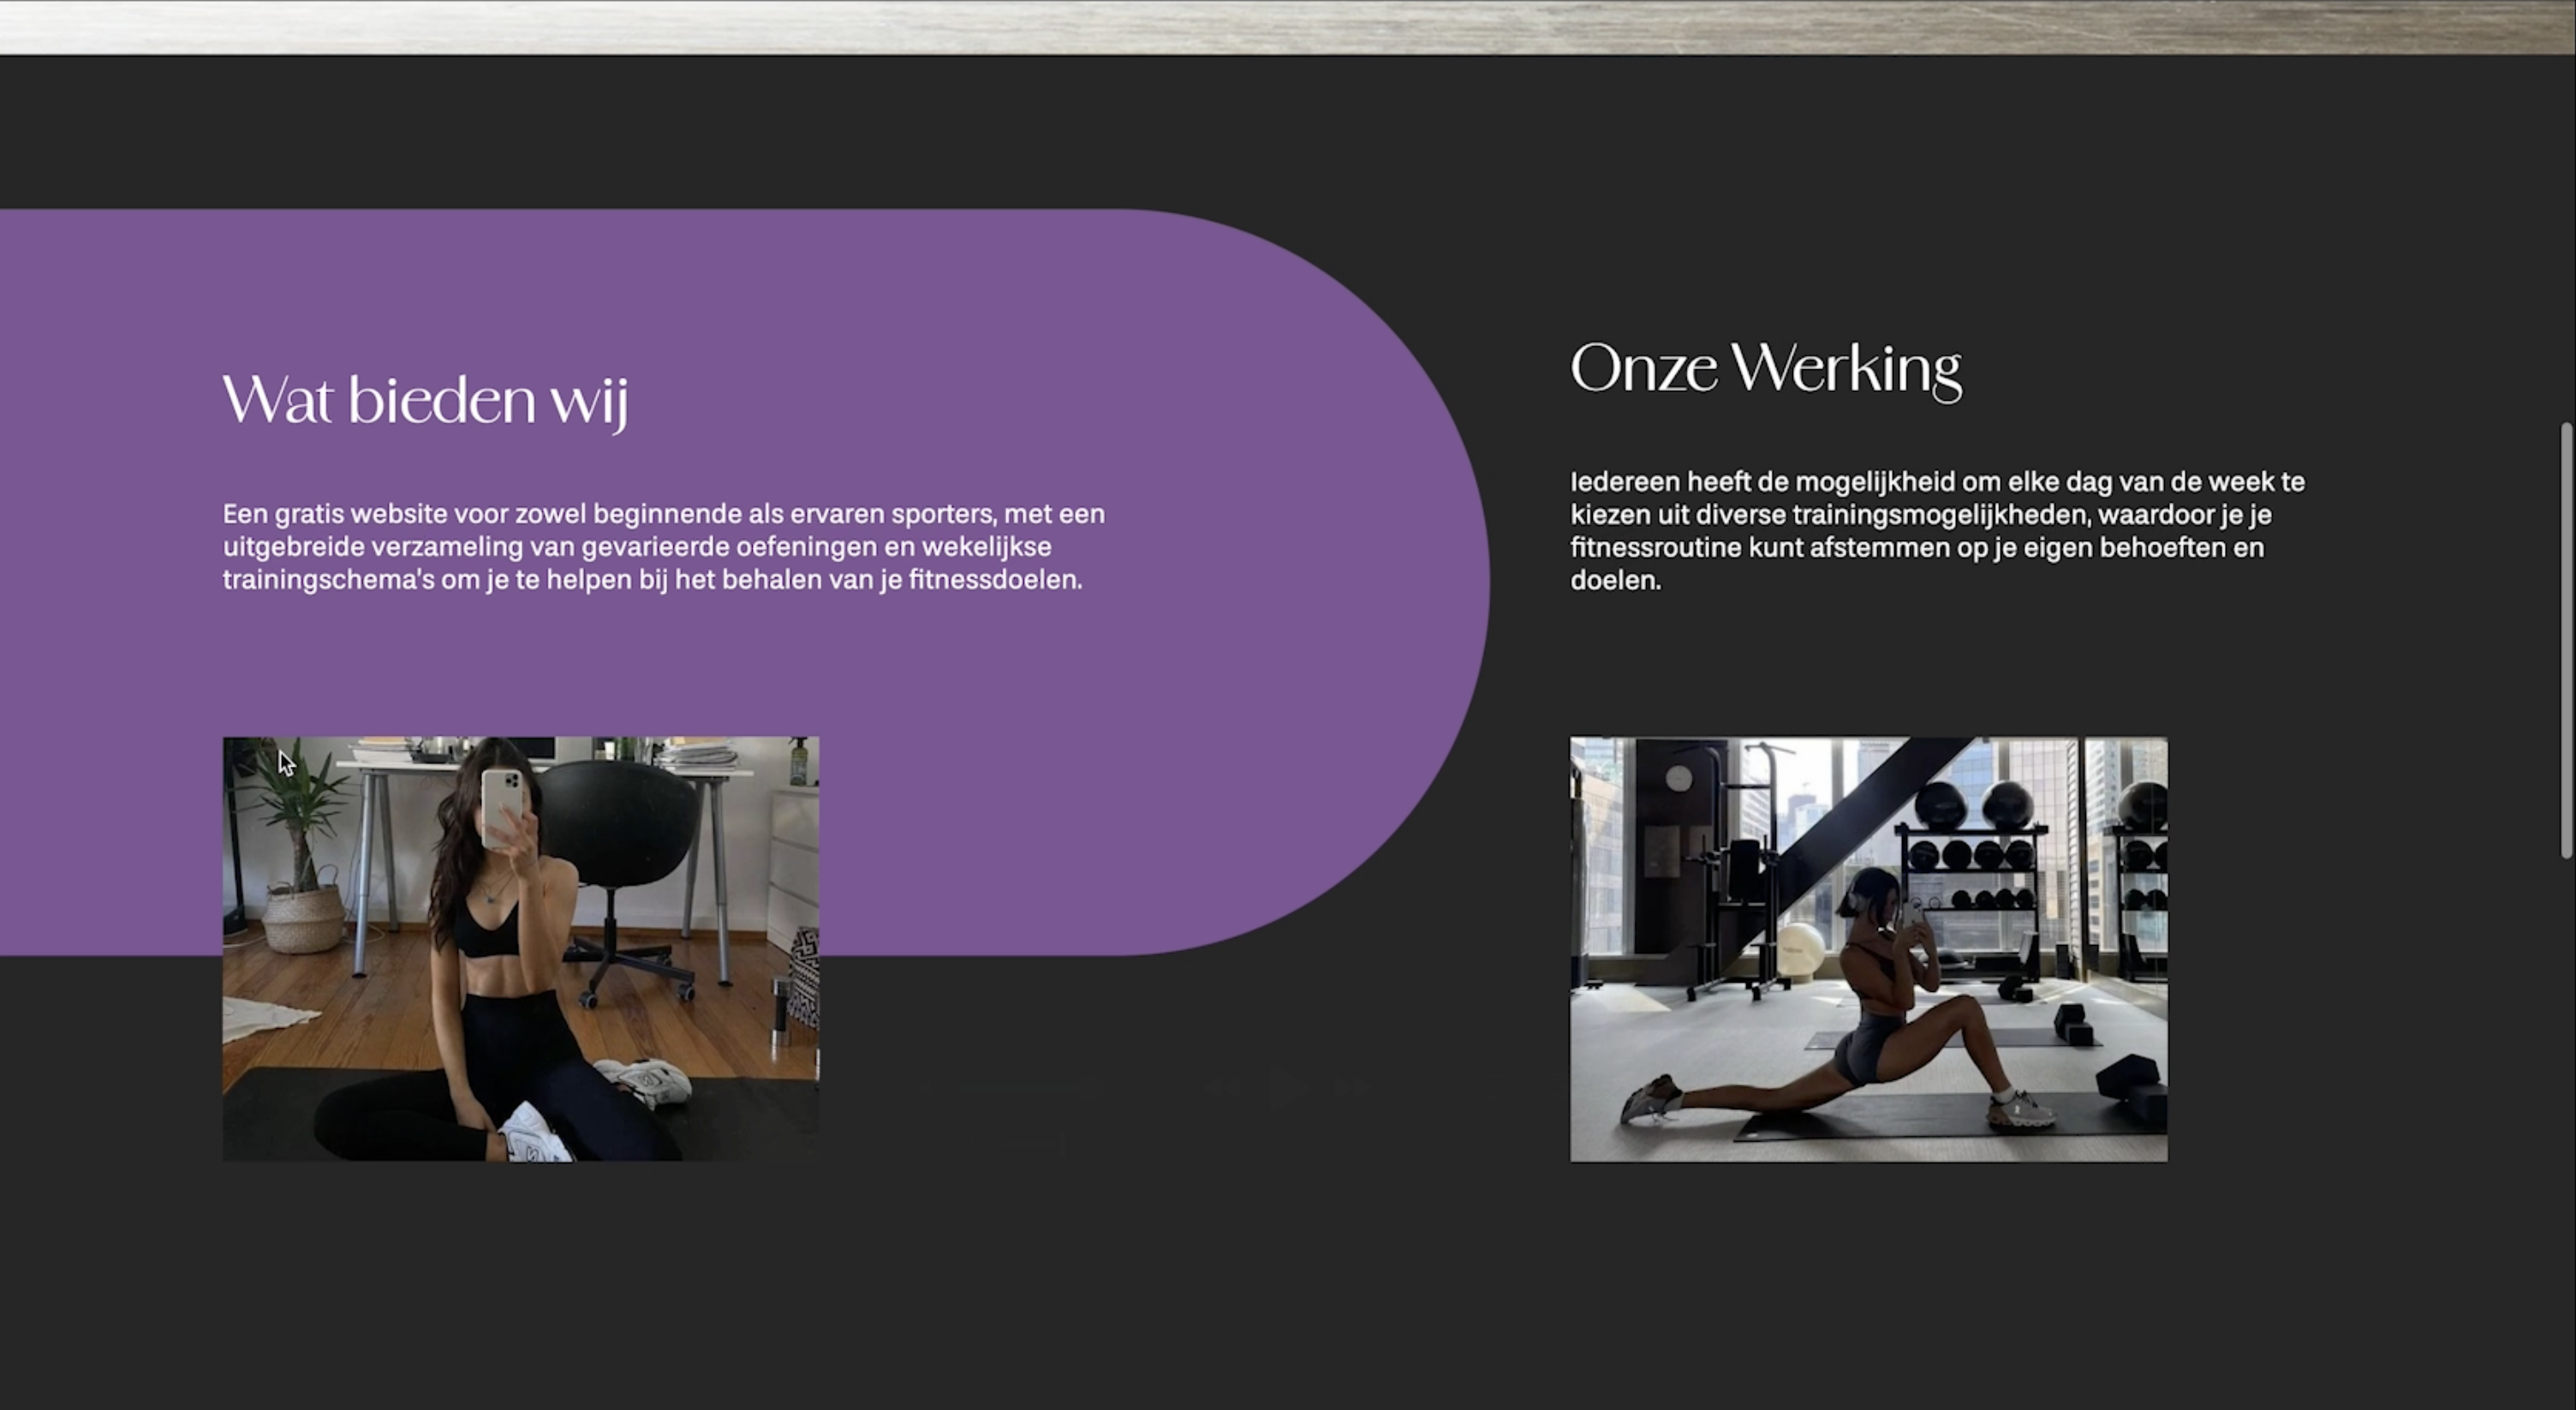 Wat bieden wij
Een gratis website voor zowel beginnende als ervaren sporters, met een
uitgebreide verzameling van gevarieerde oefeningen en wekelijkse
trainingschema's om je te helpen bij het behalen van je fitnessdoelen.
Onze Werking
Iedereen heeft de mogelijkheid om elke dag van de week te
kiezen uit diverse trainingsmogelijkheden, waardoor je je
fitnessroutine kunt afstemmen op je eigen behoeften en
doelen.